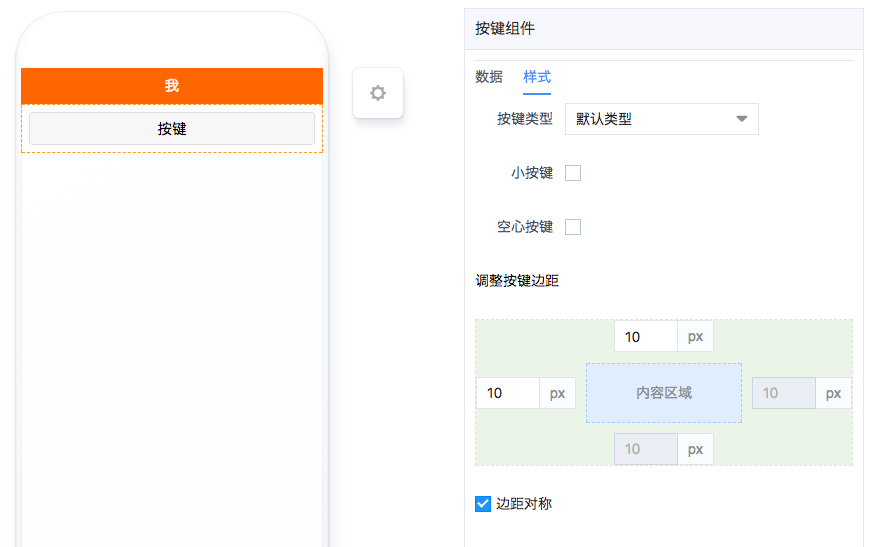 我
按键
按键组件
数据 样式
按键类型 默认类型
小按键
空心按键
调整按键边距
10 px
10 px 内容区域 10 px
10 px
边距对称